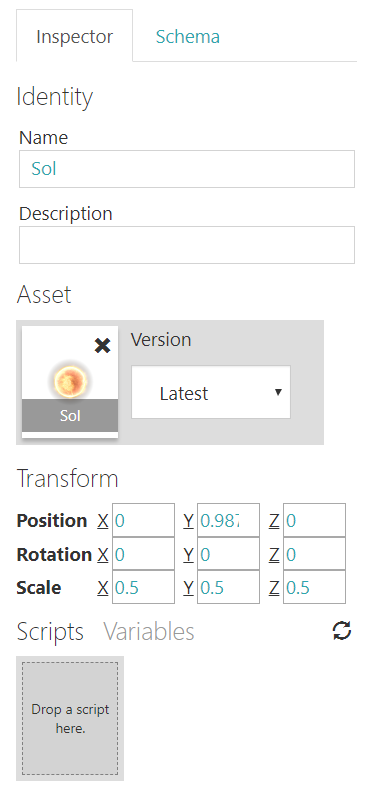 Inspector Schema
Identity
Name
Sol
Description
Asset
Version
Latest
Sol
Transform
Position X 0 Y 0.987 Z 0
Rotation X 0 Y 0 Z 0
Scale X 0.5 Y 0.5 Z 0.5
Scripts Variables
Drop a script
here.